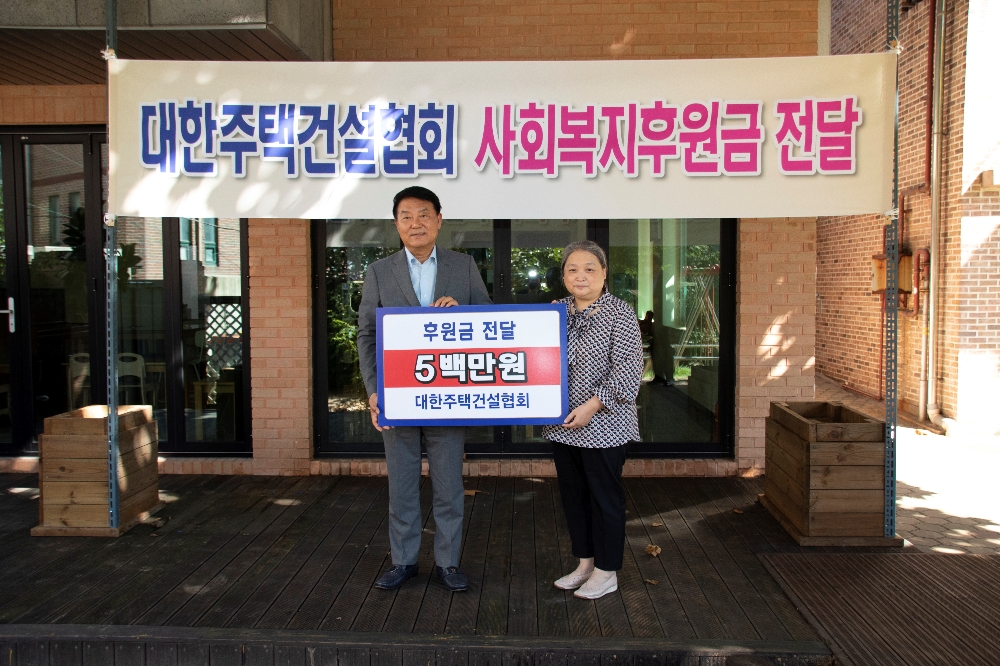 대한주택건설협회 사회복지후원금 전달
후원금 전달
5백만원
대한주택건설협회